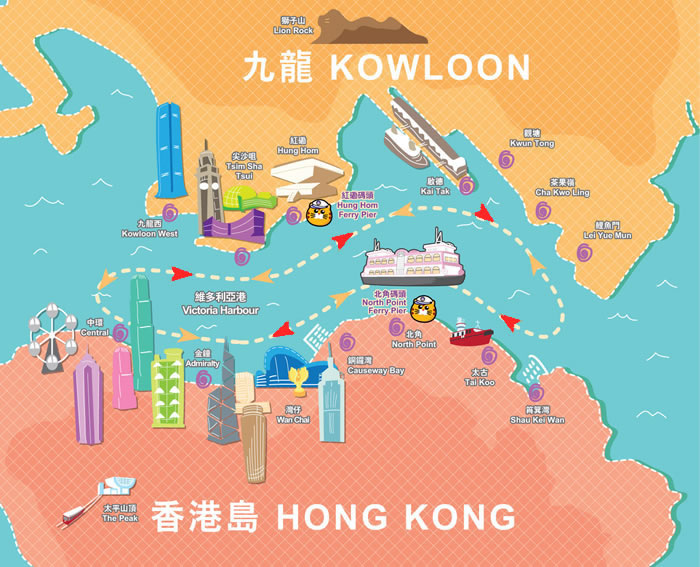 獅子山
Lion Rock
九龍 KOWLOON
觀塘
Kwun Tong
紅磡
Hung Hom
尖沙咀
Tsim Sha
Tsui
啟德
Kai Tak
茶果嶺
Cha Kwo Ling
紅磡碼頭
Hung Hom
Ferry Pier
九龍西
Kowloon West
鯉魚門
Lei Yue Mun
維多利亞港
Victoria Harbour
北角碼頭
North Point
Ferry Pier
中環
Central
北角
North Point
金鐘
Admiralty
銅鑼灣
Causeway Bay
太古
Tai Koo
灣仔
Wan Chai
筲箕灣
Shau Kei Wan
太平山頂
The Peak
香港島 HONG KONG